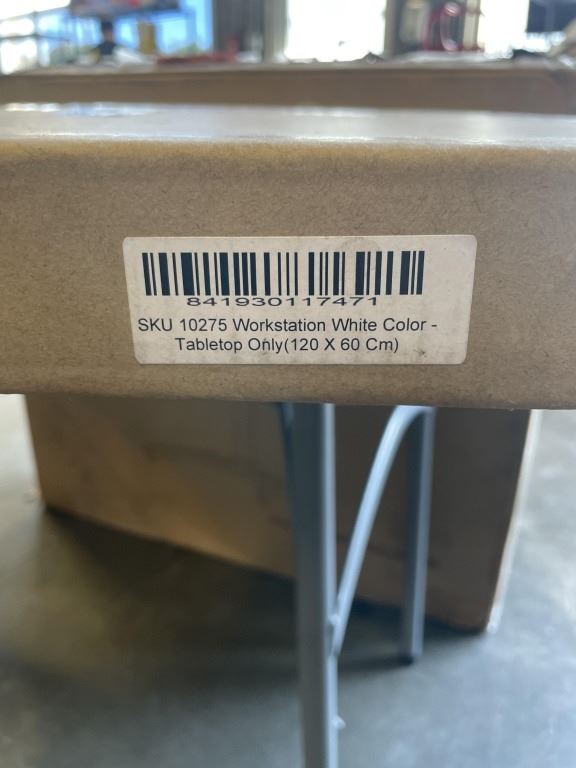 841930117471
SKU 10275 Workstation White Color -
Tabletop Only(120 X 60 Cm)